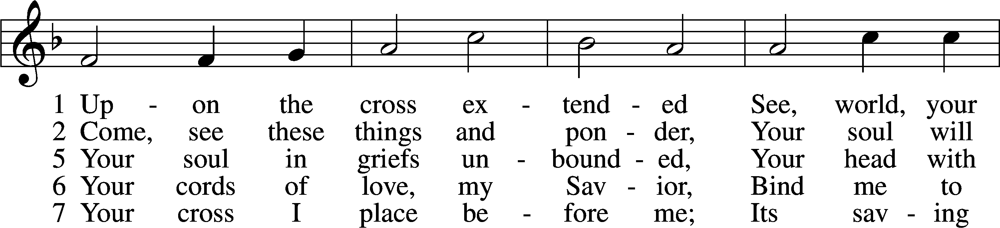 1 Up - on the cross ex - tend - ed See, world, your
2 Come, see these things and pon - der, Your soul will
5 Your soul in griefs un - bound - ed, Your head with
6 Your cords of love, my Sav - ior, Bind me to
7 Your cross I place be - fore me; Its sav - ing